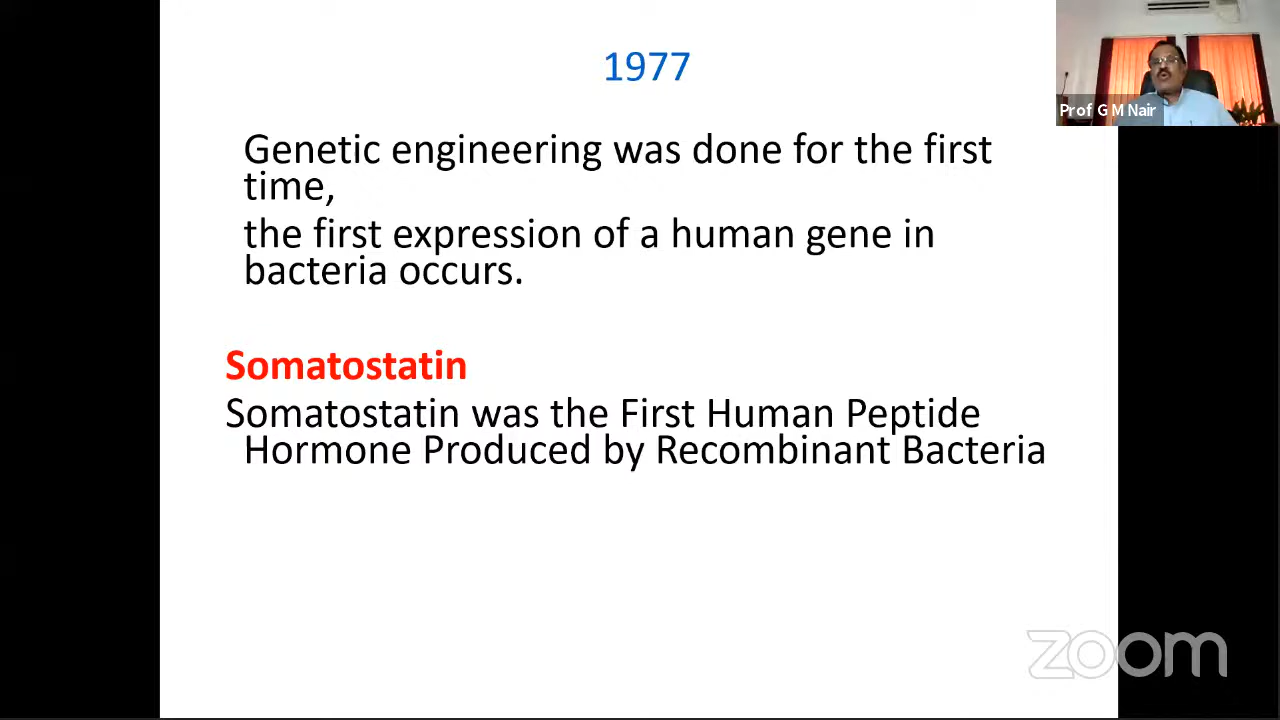 1977
Prof G M Nair
Genetic engineering was done for the first
time,
the first expression of a human gene in
bacteria occurs.
Somatostatin
Somatostatin was the First Human Peptide
Hormone Produced by Recombinant Bacteria
zoom